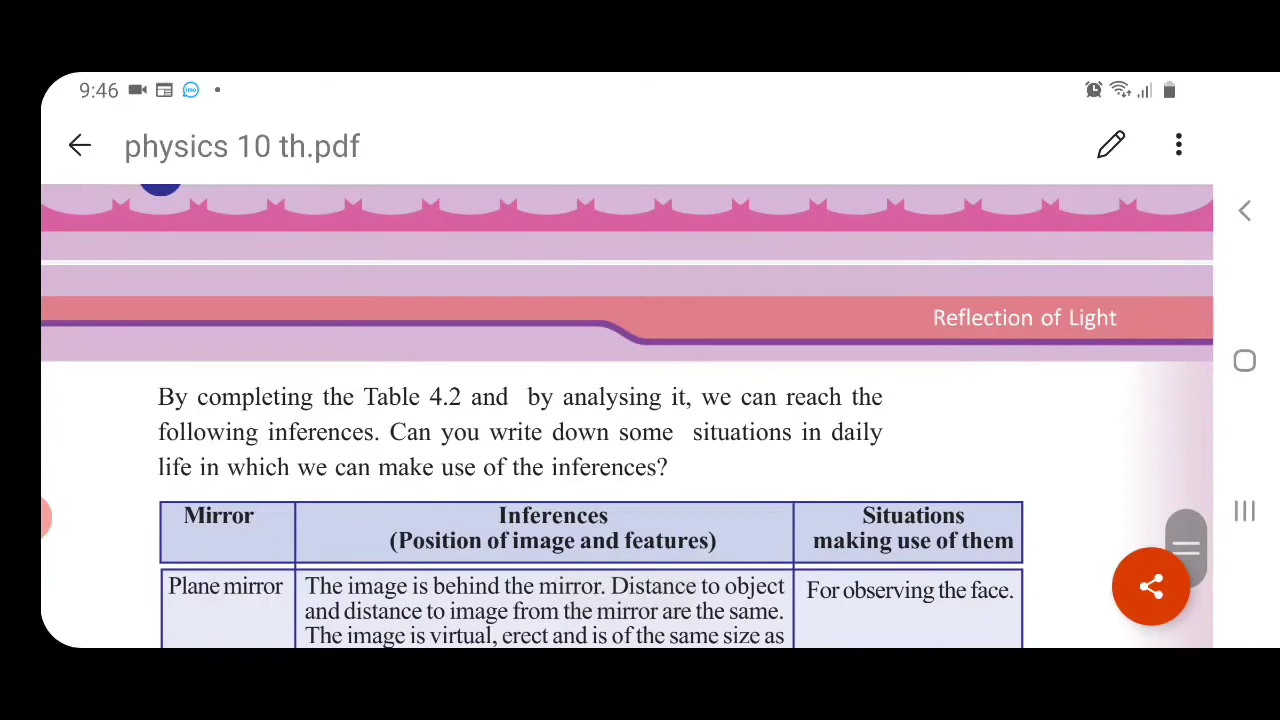 9:46
imo
physics 10 th.pdf
Reflection of Light
By completing the Table 4.2 and by analysing it, we can reach the
following inferences. Can you write down some situations in daily
life in which we can make use of the inferences?
Mirror
Inferences
(Position of image and features)
Situations
making use of them
Plane mirror
The image is behind the mirror. Distance to object
and distance to image from the mirror are the same.
The image is virtual, erect and is of the same size as
For observing the face.